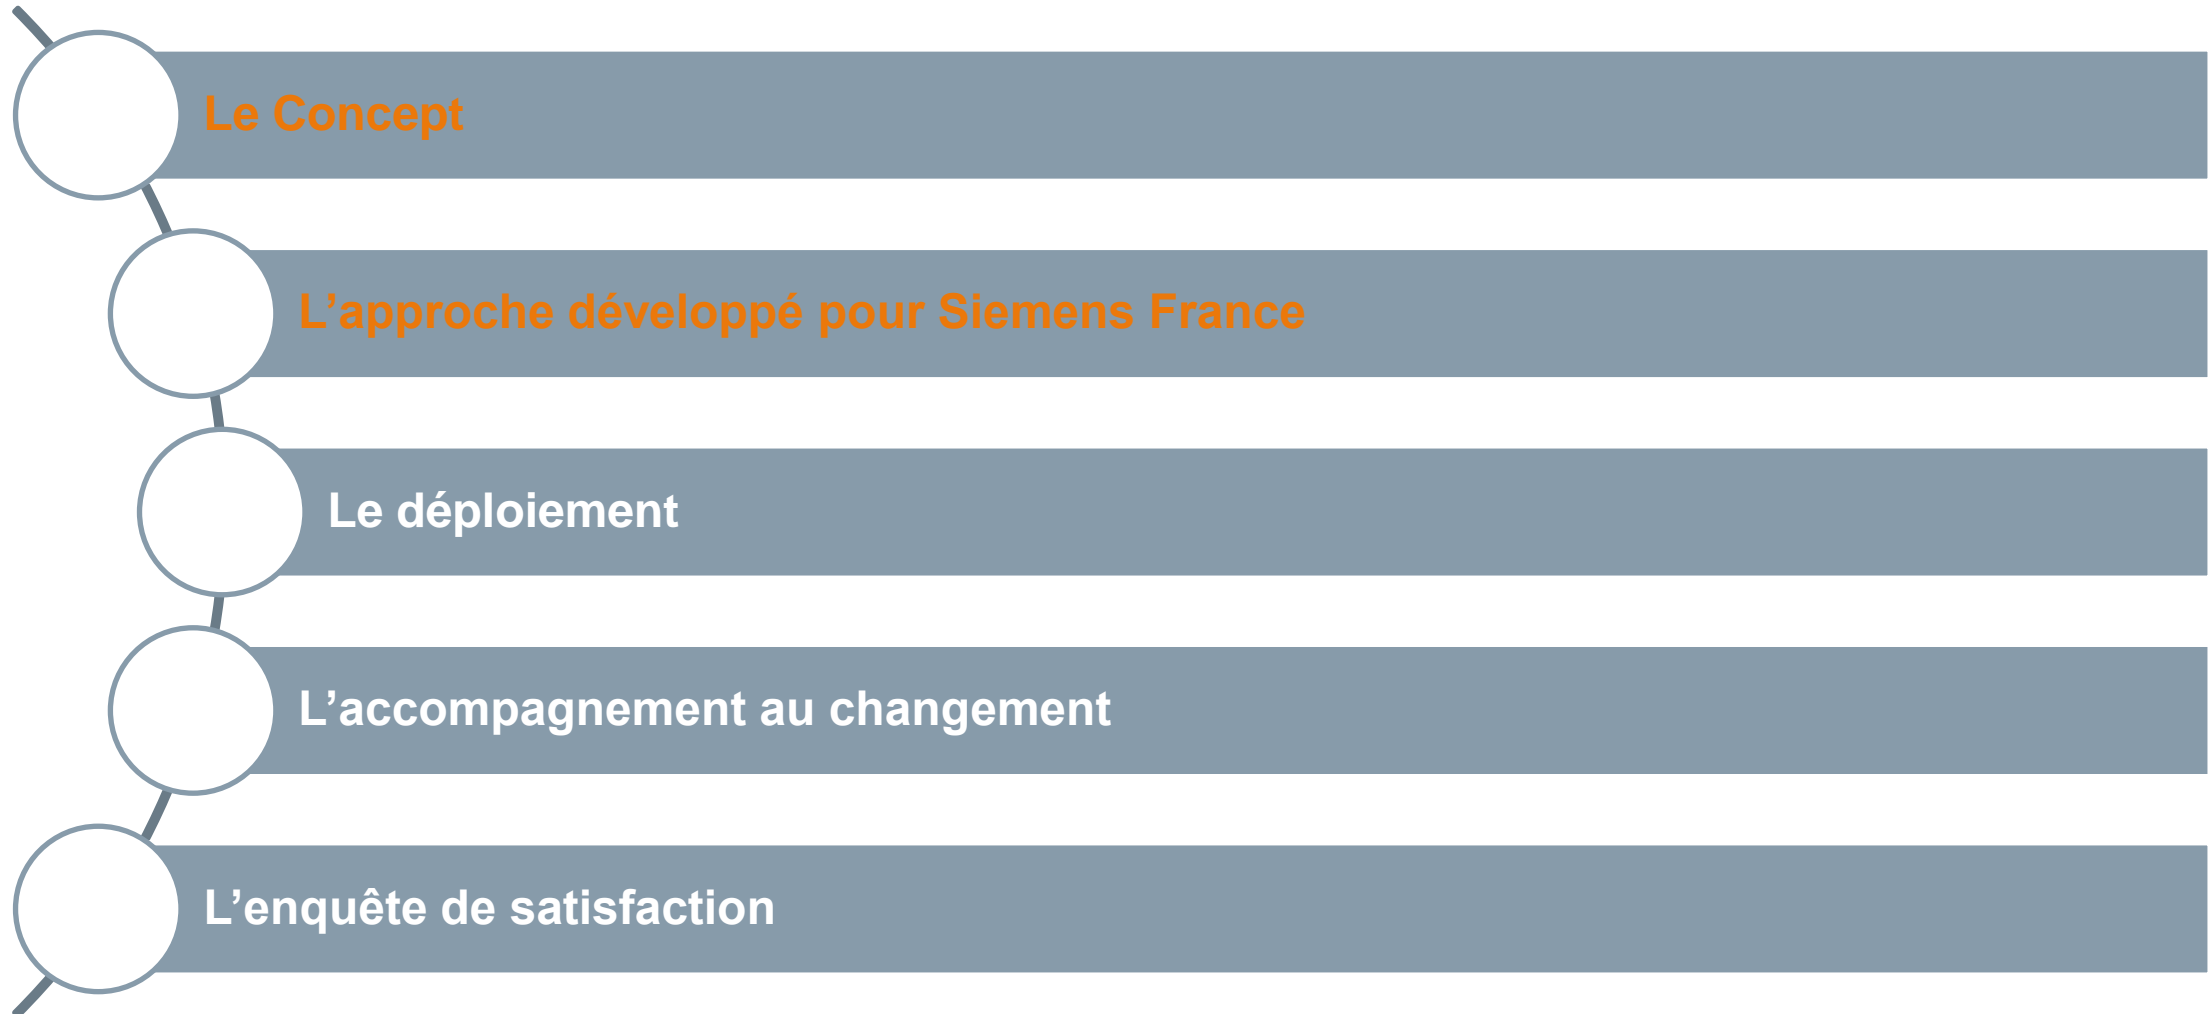 Le Concept
L’approche développé pour Siemens France
Le déploiement
L’accompagnement au changement
L’enquête de satisfaction